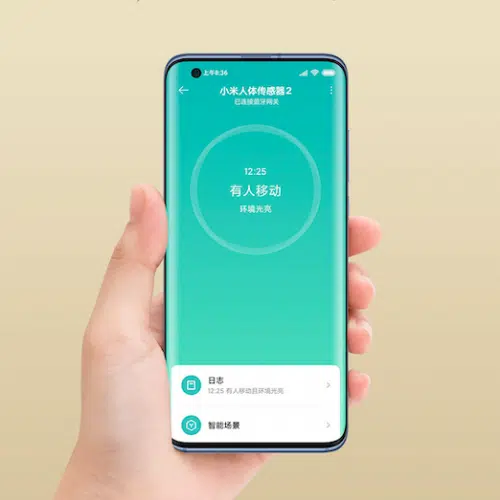 上午8:36
小米人体传感器2
已连接蓝牙网关
12:25
有人移动
环境光亮
日志
12:25 有人移动且环境光亮
智能场景